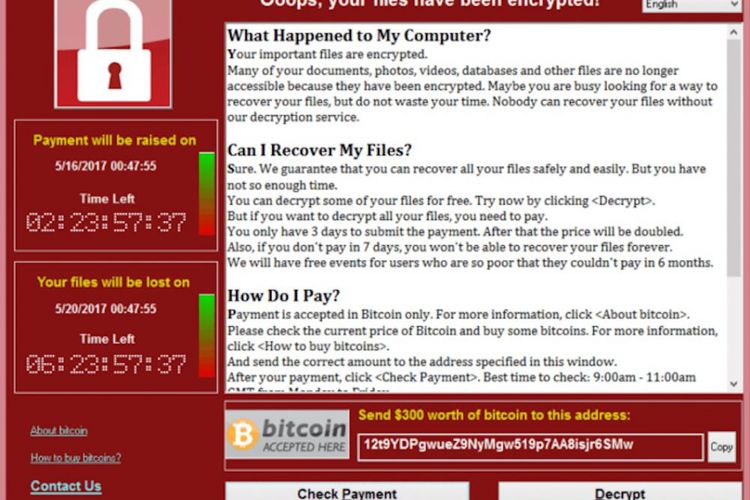 Ooops, your files have been encrypted!
English
What Happened to My Computer?
Your important files are encrypted.
Many of your documents, photos, videos, databases and other files are no longer
accessible because they have been encrypted. Maybe you are busy looking for a way to
recover your files, but do not waste your time. Nobody can recover your files without
our decryption service.
Can I Recover My Files?
Sure. We guarantee that you can recover all your files safely and easily. But you have
not so enough time.
You can decrypt some of your files for free. Try now by clicking <Decrypt>.
But if you want to decrypt all your files, you need to pay.
You only have 3 days to submit the payment. After that the price will be doubled.
Also, if you don't pay in 7 days, you won't be able to recover your files forever.
We will have free events for users who are so poor that they couldn't pay in 6 months.
How Do I Pay?
Payment is accepted in Bitcoin only. For more information, click <About bitcoin>.
Please check the current price of Bitcoin and buy some bitcoins. For more information,
click <How to buy bitcoins>.
And send the correct amount to the address specified in this window.
After your payment, click <Check Payment>. Best time to check: 9:00am - 11:00am
GMT from Monday to Friday.
Payment will be raised on
5/16/2017 00:47:55
Time Left
02:23:57:37
Your files will be lost on
5/20/2017 00:47:55
Time Left
06:23:57:37
About bitcoin
How to buy bitcoins?
Contact Us
bitcoin
ACCEPTED HERE
Send $300 worth of bitcoin to this address:
12t9YDPgwueZ9NyMgw519p7AA8isjr6SMw
Copy
Check Payment
Decrypt